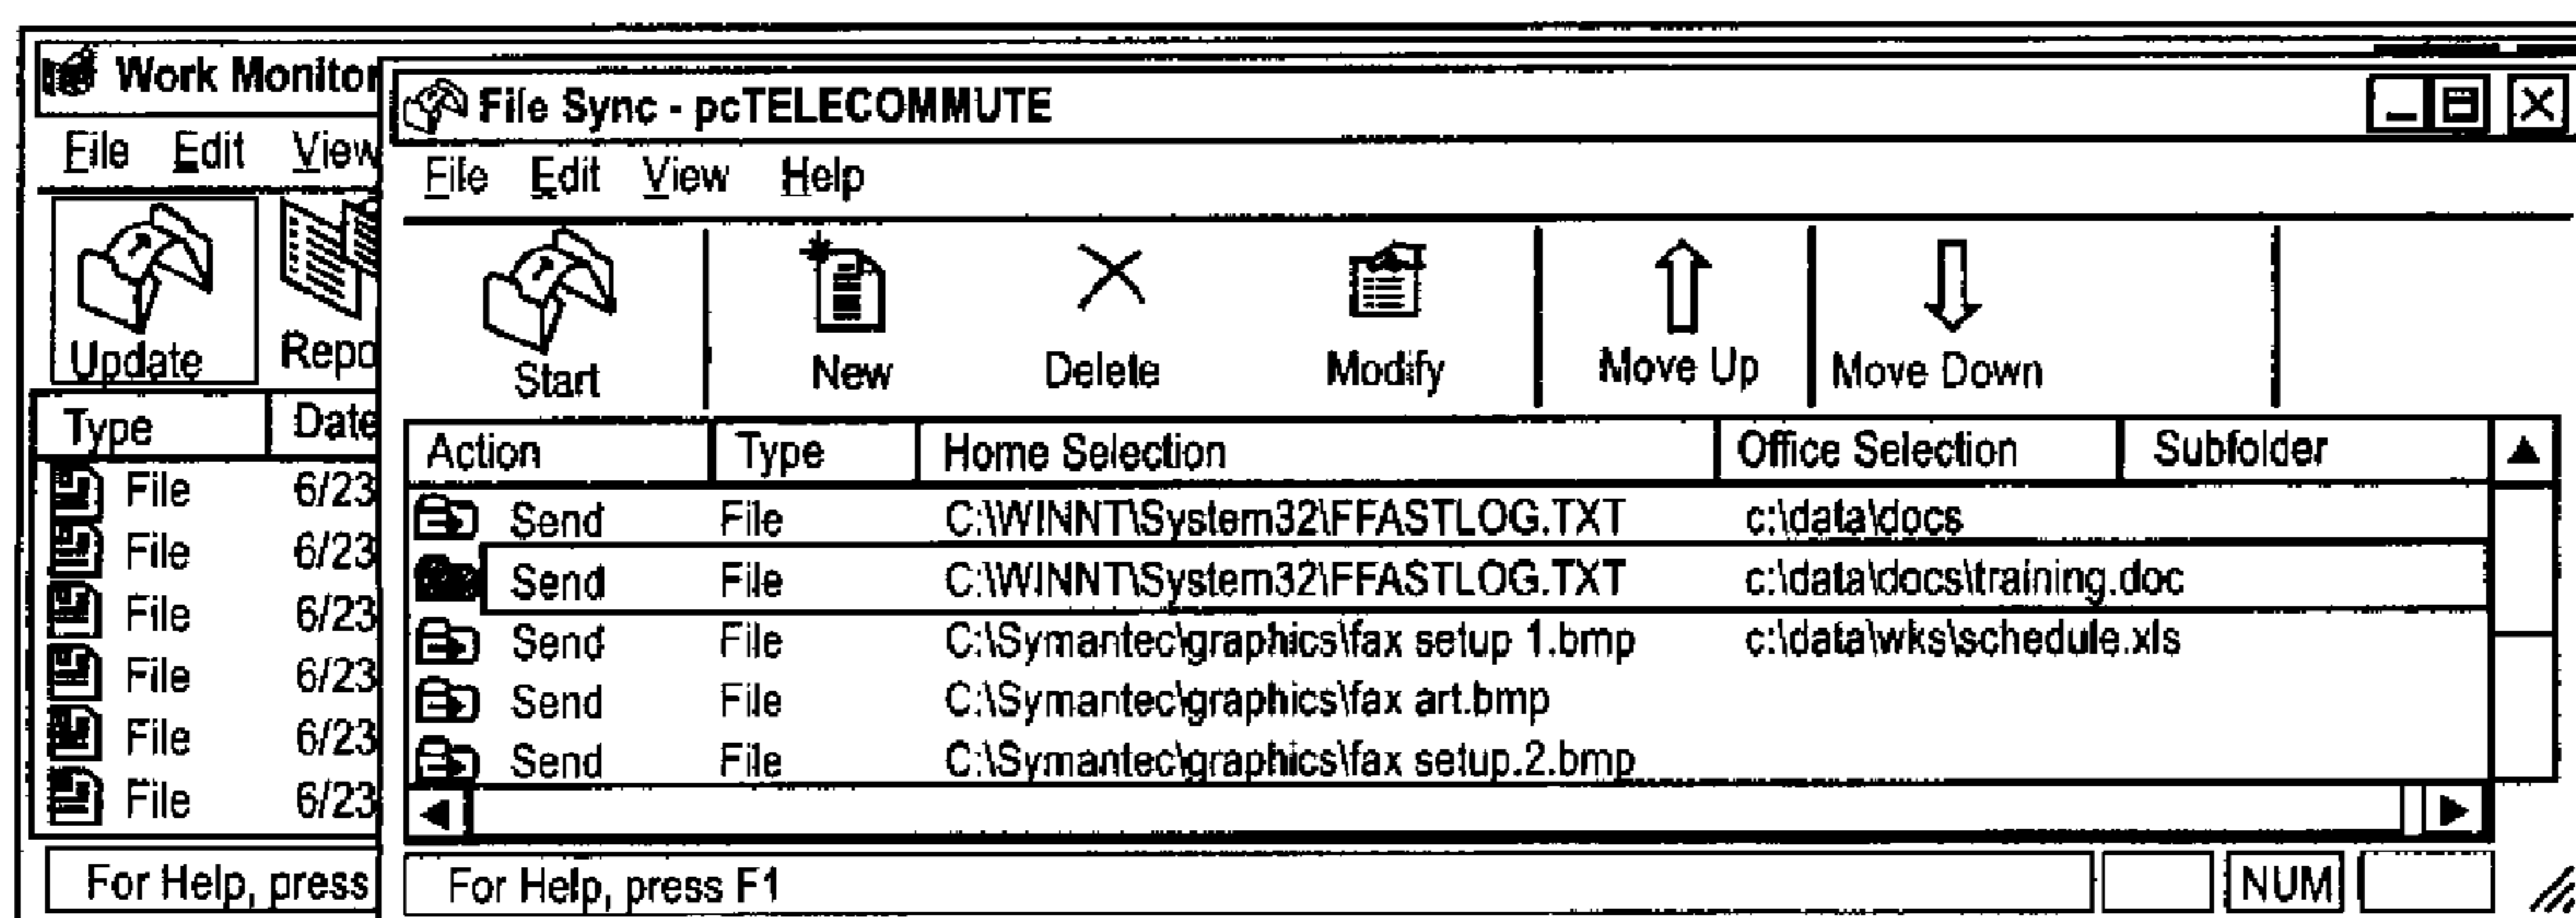 Work Monitor
File Edit View
Update Repo
Type Date
File 6/23
File 6/23
File 6/23
File 6/23
File 6/23
File 6/23
For Help, press
File Sync - pcTELECOMMUTE
File Edit View Help
Start New Delete Modify Move Up Move Down
Action Type Home Selection Office Selection Subfolder
Send File C:\WINNT\System32\FFASTLOG.TXT c:\data\docs
Send File C:\WINNT\System32\FFASTLOG.TXT c:\data\docs\training.doc
Send File C:\Symantec\graphics\fax setup 1.bmp c:\data\wks\schedule.xls
Send File C:\Symantec\graphics\fax art.bmp
Send File C:\Symantec\graphics\fax setup.2.bmp
For Help, press F1 NUM